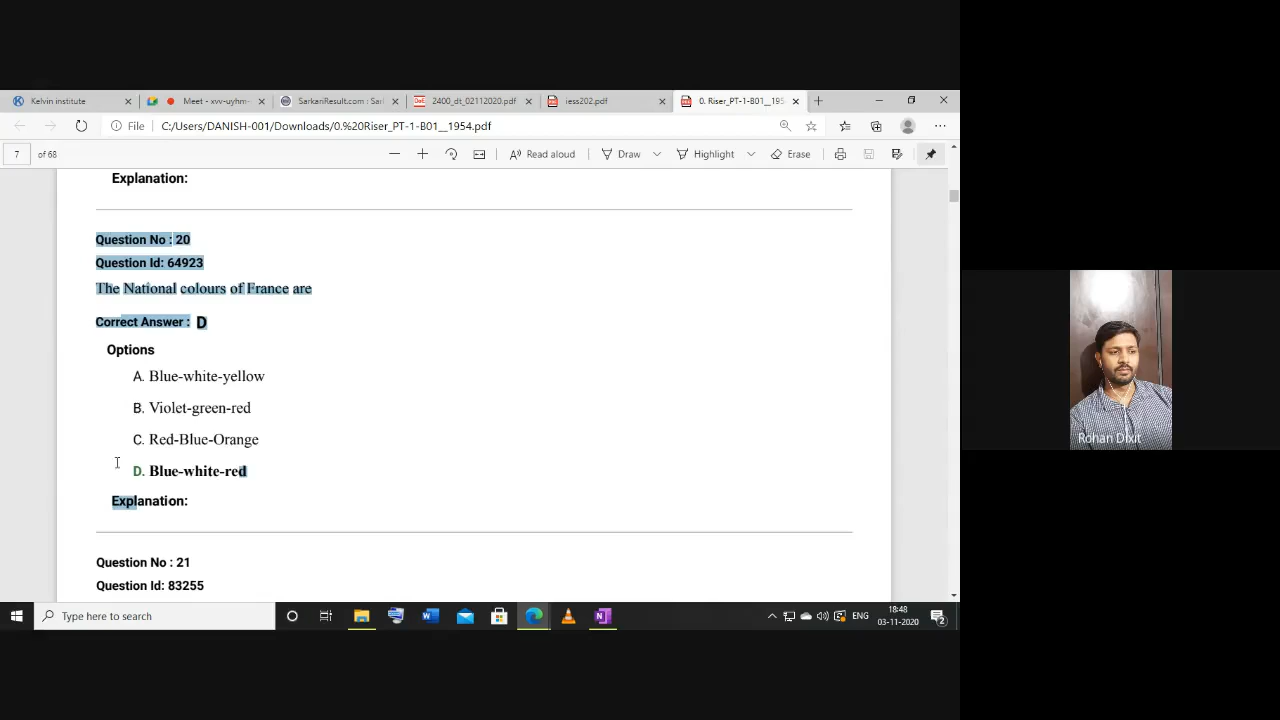 Kelvin institute
Meet - xvv-uyhm-
SarkariResult.com : Sar
2400_dt_02112020.pdf
iess202.pdf
0. Riser_PT-1-B01__195
File
C:/Users/DANISH-001/Downloads/0.%20Riser_PT-1-B01__1954.pdf
7 of 68
Read aloud
Draw
Highlight
Erase
Explanation:
Question No : 20
Question Id: 64923
The National colours of France are
Correct Answer : D
Options
A. Blue-white-yellow
B. Violet-green-red
C. Red-Blue-Orange
D. Blue-white-red
Explanation:
Question No : 21
Question Id: 83255
Rohan Dixit
Type here to search
ENG
18:48
03-11-2020
2